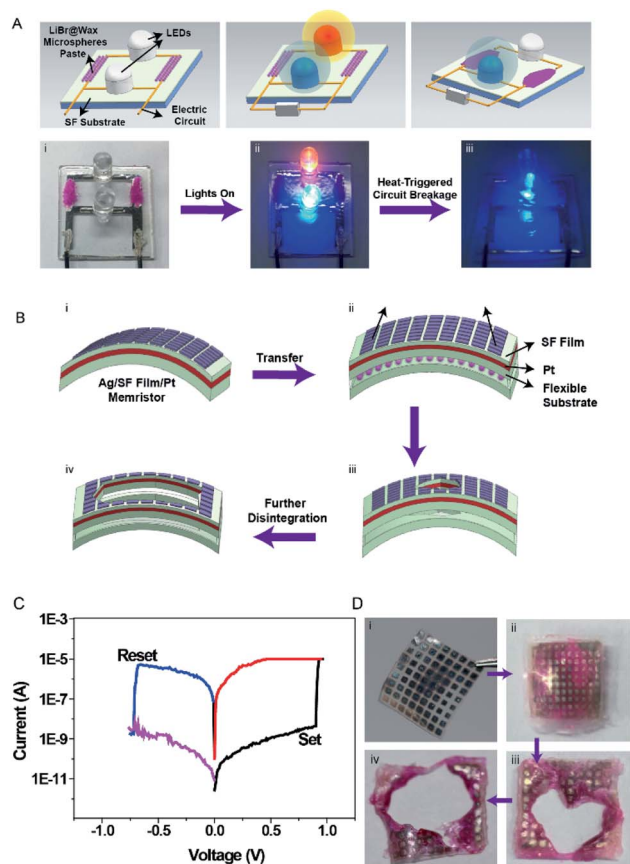 A
LiBr@Wax
Microspheres
Paste
LEDs
SF Substrate
Electric
Circuit
i
Lights On
ii
Heat-Triggered
Circuit Breakage
iii
B
i
Ag/SF Film/Pt
Memristor
Transfer
ii
SF Film
Pt
Flexible
Substrate
iv
Further
Disintegration
iii
C
Current (A)
1E-3
1E-5
1E-7
1E-9
1E-11
Reset
Set
-1.0
-0.5
0.0
0.5
1.0
Voltage (V)
D
i
ii
iv
iii